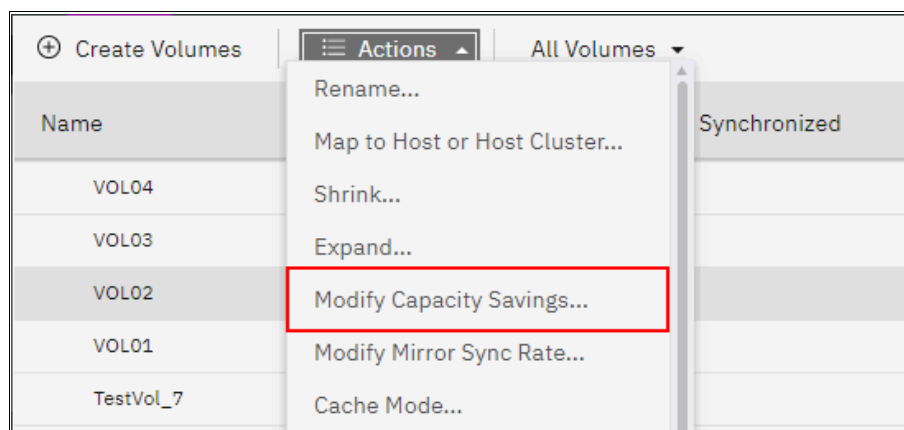 Create Volumes
Actions
All Volumes
Name
Synchronized
Rename...
Map to Host or Host Cluster...
Shrink...
Expand...
Modify Capacity Savings...
Modify Mirror Sync Rate...
Cache Mode...
VOL04
VOL03
VOL02
VOL01
TestVol_7